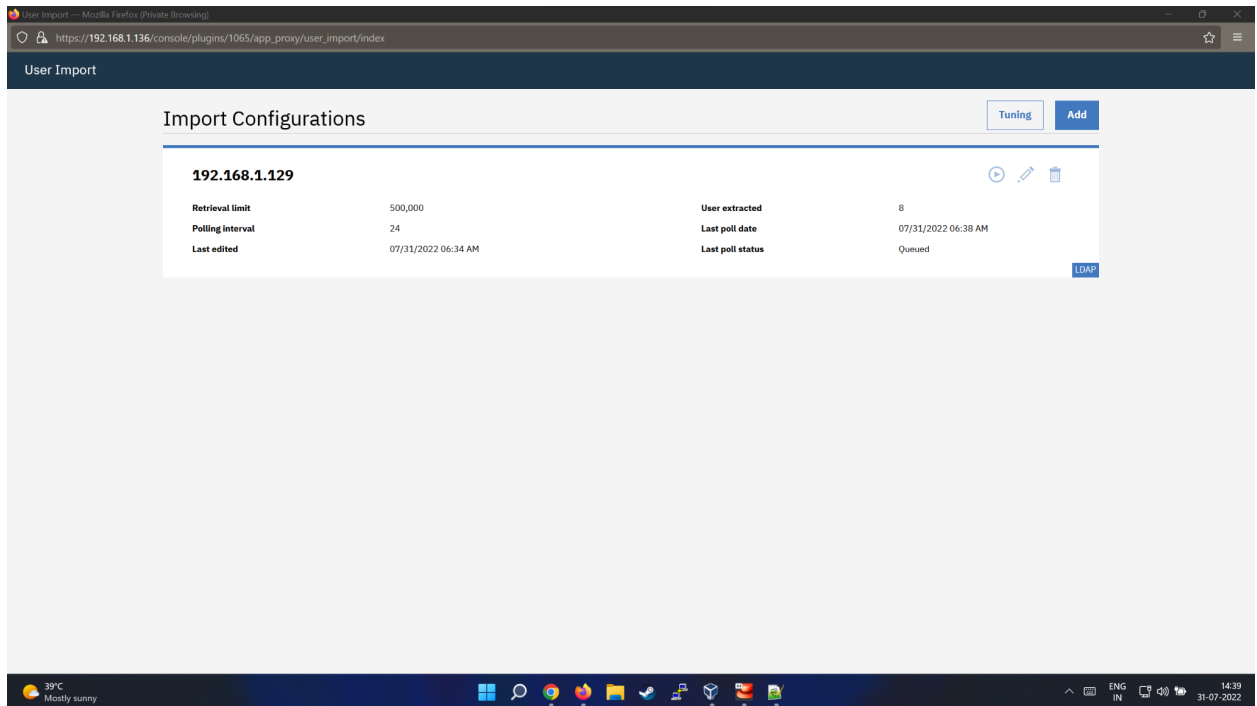 User Import — Mozilla Firefox (Private Browsing)
https://192.168.1.136/console/plugins/1065/app_proxy/user_import/index
User Import
Import Configurations
Tuning
Add
192.168.1.129
Retrieval limit 500,000 User extracted 8
Polling interval 24 Last poll date 07/31/2022 06:38 AM
Last edited 07/31/2022 06:34 AM Last poll status Queued
LDAP
39°C
Mostly sunny
ENG
IN
14:39
31-07-2022